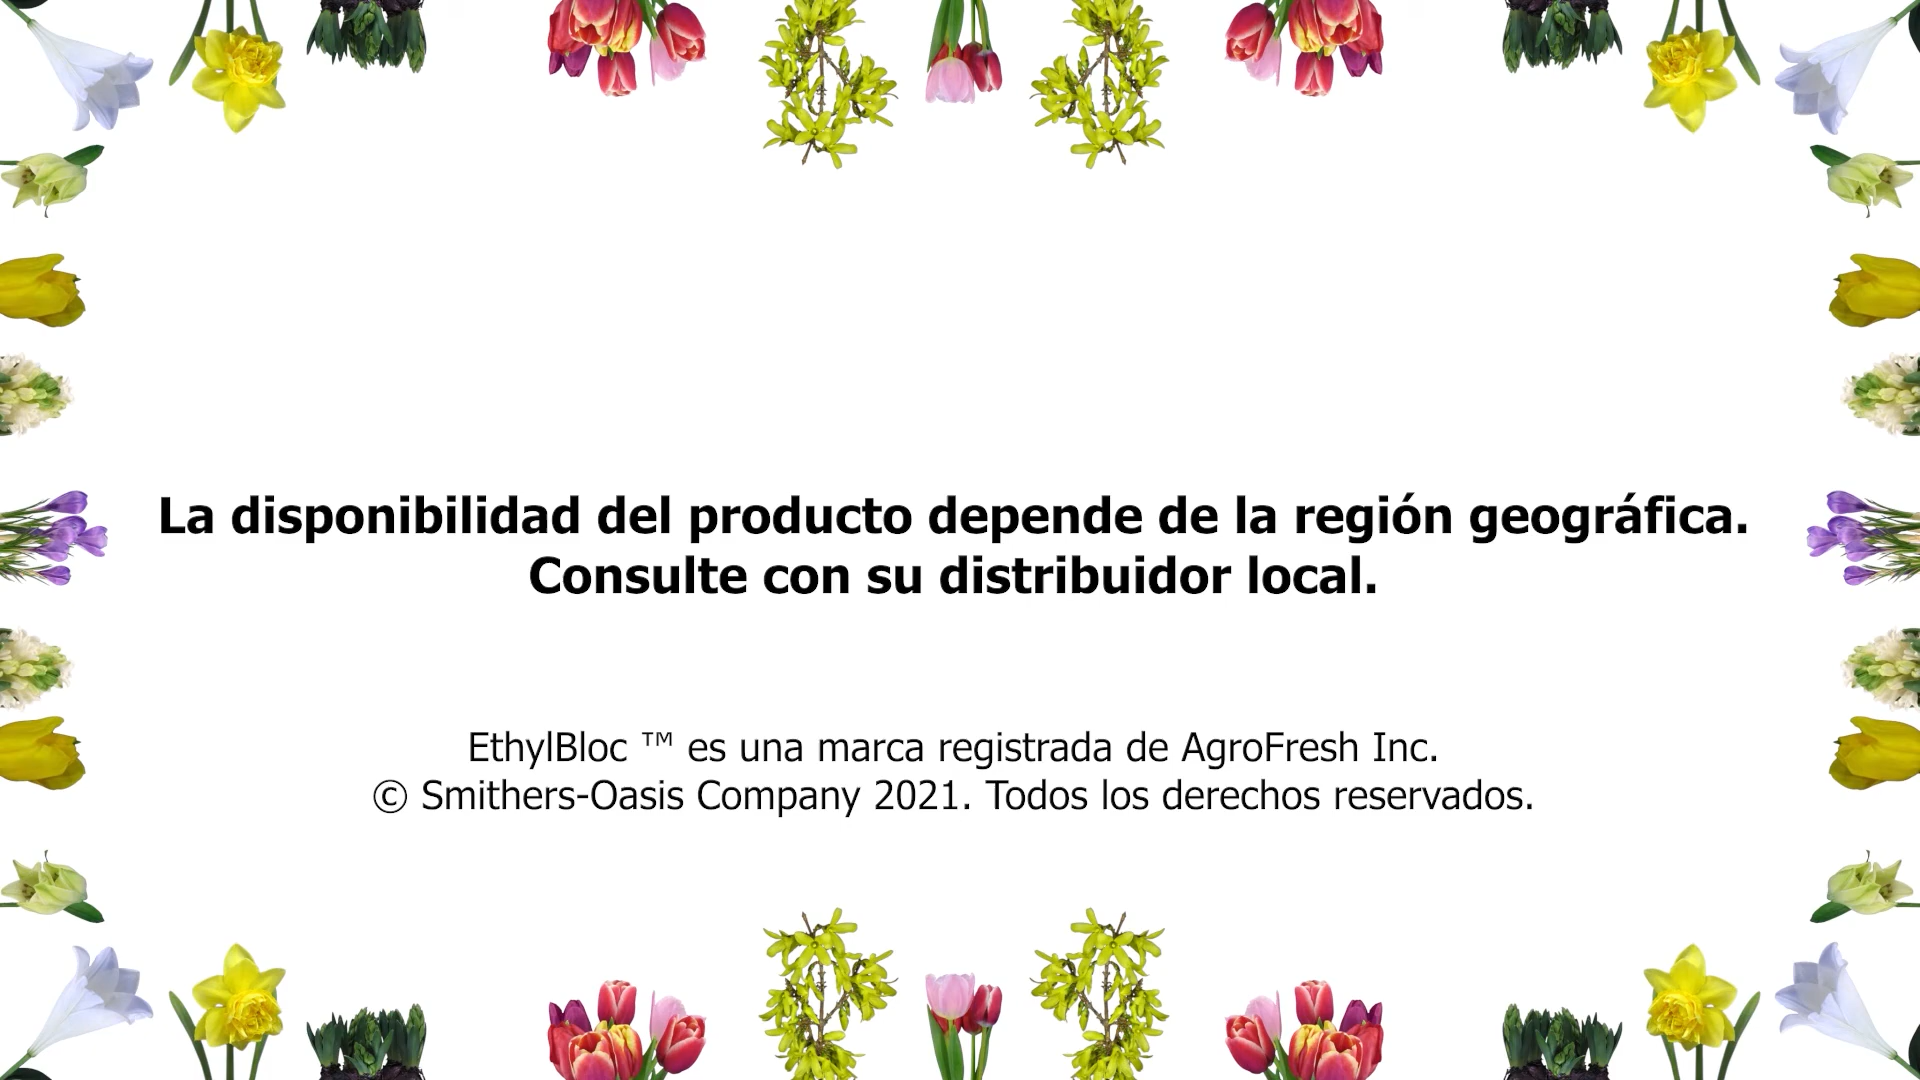 La disponibilidad del producto depende de la región geográfica.
Consulte con su distribuidor local.
EthylBloc ™ es una marca registrada de AgroFresh Inc.
© Smithers-Oasis Company 2021. Todos los derechos reservados.